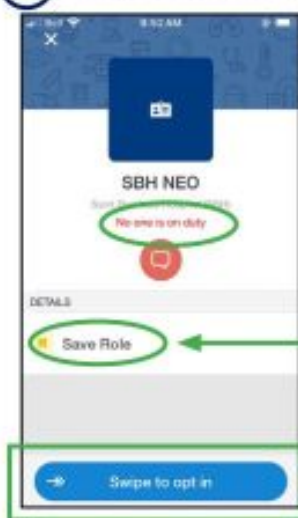 8:52 AM
SBH NEO
No one is on duty
DETAILS
Save Role
Swipe to opt in